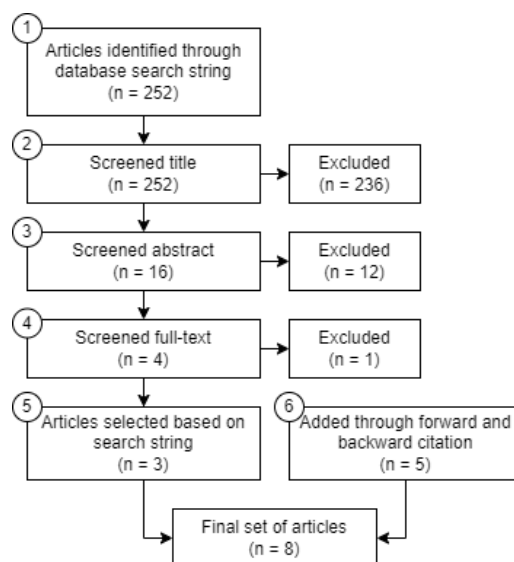 1
Articles identified through
database search string
(n = 252)
2
Screened title
(n = 252)
Excluded
(n = 236)
3
Screened abstract
(n = 16)
Excluded
(n = 12)
4
Screened full-text
(n = 4)
Excluded
(n = 1)
5
Articles selected based on
search string
(n = 3)
6
Added through forward and
backward citation
(n = 5)
Final set of articles
(n = 8)